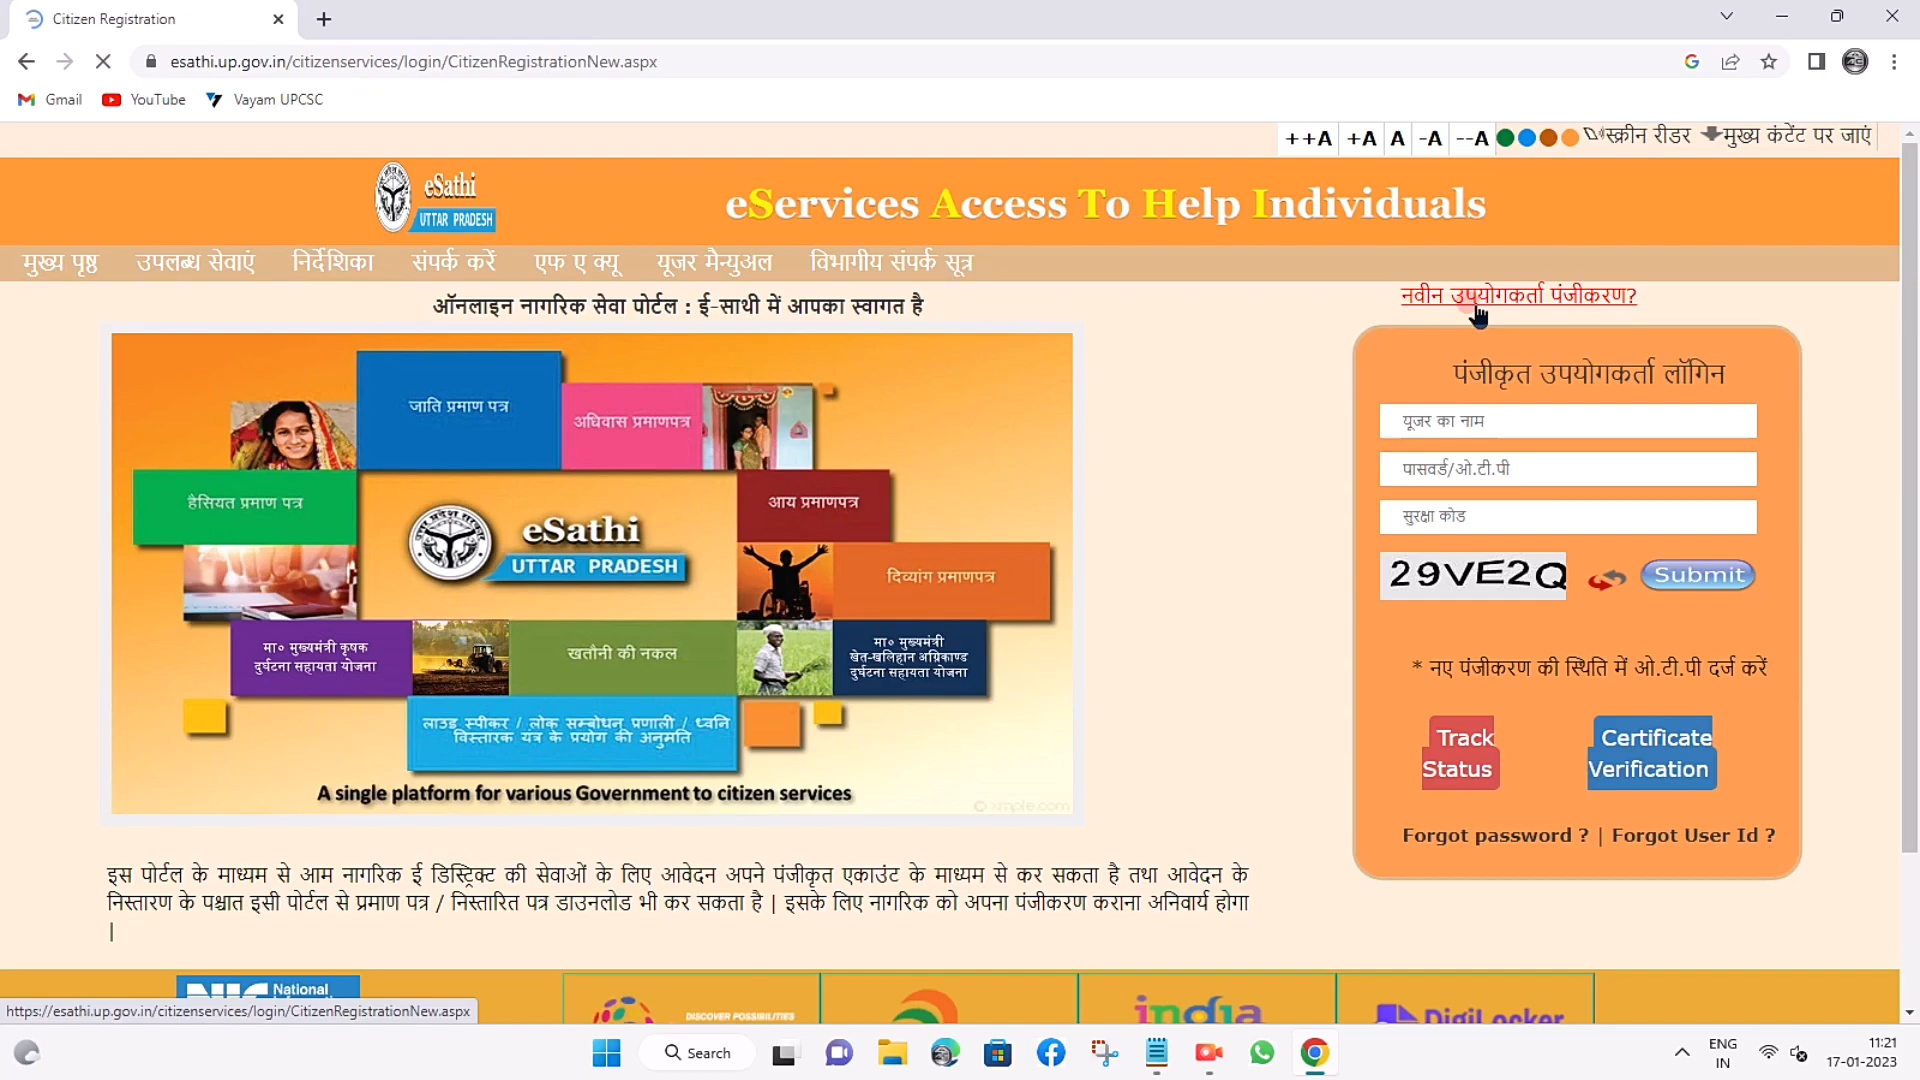 Citizen Registration
esathi.up.gov.in/citizenservices/login/CitizenRegistrationNew.aspx
Gmail YouTube Vayam UPCSC
++A +A A -A --A स्क्रीन रीडर मुख्य कंटेंट पर जाएं
eSathi
UTTAR PRADESH
eServices Access To Help Individuals
मुख्य पृष्ठ उपलब्ध सेवाएं निर्देशिका संपर्क करें एफ ए क्यू यूजर मैन्युअल विभागीय संपर्क सूत्र
ऑनलाइन नागरिक सेवा पोर्टल : ई-साथी में आपका स्वागत है
नवीन उपयोगकर्ता पंजीकरण?
जाति प्रमाण पत्र
अधिवास प्रमाणपत्र
हैसियत प्रमाण पत्र
आय प्रमाणपत्र
eSathi
UTTAR PRADESH
दिव्यांग प्रमाणपत्र
मा० मुख्यमंत्री कृषक
दुर्घटना सहायता योजना
खतौनी की नकल
मा० मुख्यमंत्री
खेत-खलिहान अग्निकाण्ड
दुर्घटना सहायता योजना
लाउड स्पीकर / लोक सम्बोधन प्रणाली / ध्वनि
विस्तारक यंत्र के प्रयोग की अनुमति
A single platform for various Government to citizen services
© ximple.com
पंजीकृत उपयोगकर्ता लॉगिन
यूजर का नाम
पासवर्ड/ओ.टी.पी
सुरक्षा कोड
29VE2Q Submit
* नए पंजीकरण की स्थिति में ओ.टी.पी दर्ज करें
Track
Status
Certificate
Verification
Forgot password ? | Forgot User Id ?
इस पोर्टल के माध्यम से आम नागरिक ई डिस्ट्रिक्ट की सेवाओं के लिए आवेदन अपने पंजीकृत एकाउंट के माध्यम से कर सकता है तथा आवेदन के
निस्तारण के पश्चात इसी पोर्टल से प्रमाण पत्र / निस्तारित पत्र डाउनलोड भी कर सकता है | इसके लिए नागरिक को अपना पंजीकरण कराना अनिवार्य होगा
|
NIC National
DISCOVER POSSIBILITIES
india
DigiLocker
https://esathi.up.gov.in/citizenservices/login/CitizenRegistrationNew.aspx
Search
ENG
IN
11:21
17-01-2023